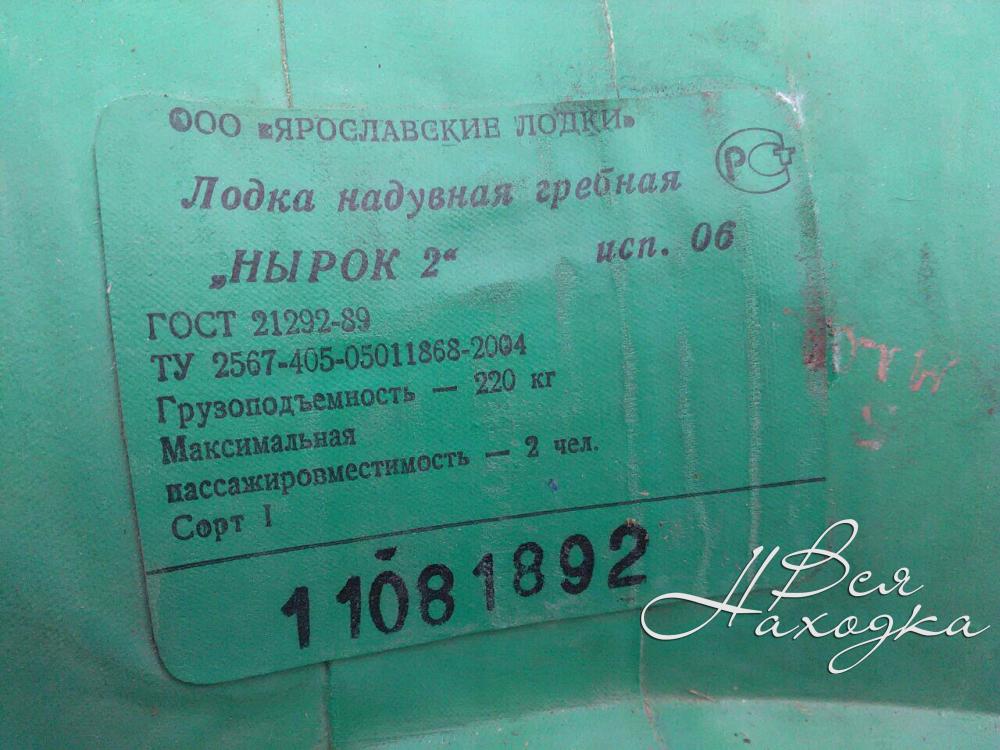 ООО «ЯРОСЛАВСКИЕ ЛОДКИ»
РСТ
Лодка надувная гребная
„НЫРОК 2“ исп. 06
ГОСТ 21292-89
ТУ 2567-405-05011868-2004
Грузоподъемность — 220 кг
Максимальная
пассажировместимость — 2 чел.
Сорт I
11081892
Вся
Находка